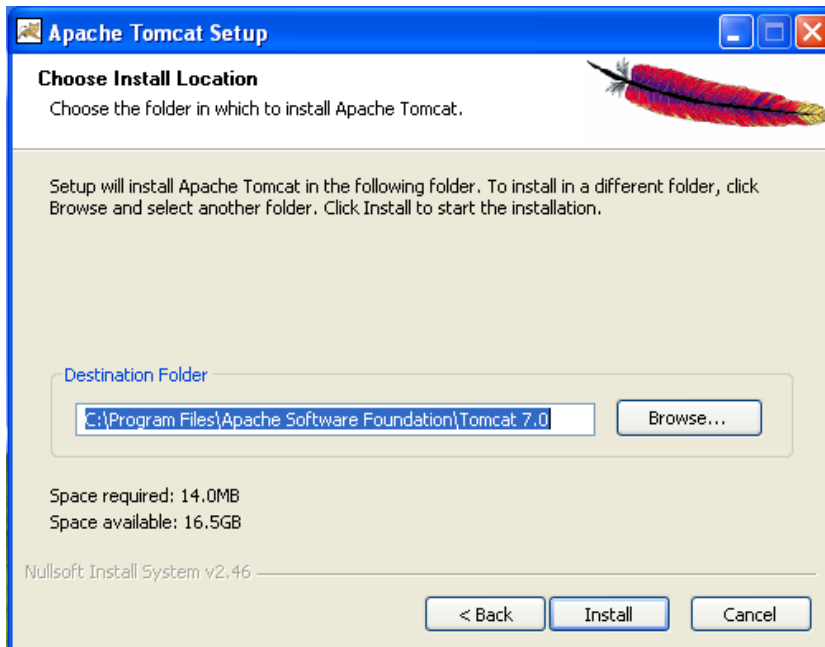 Apache Tomcat Setup
Choose Install Location
Choose the folder in which to install Apache Tomcat.
Setup will install Apache Tomcat in the following folder. To install in a different folder, click
Browse and select another folder. Click Install to start the installation.
Destination Folder
C:\Program Files\Apache Software Foundation\Tomcat 7.0
Browse...
Space required: 14.0MB
Space available: 16.5GB
Nullsoft Install System v2.46
< Back
Install
Cancel